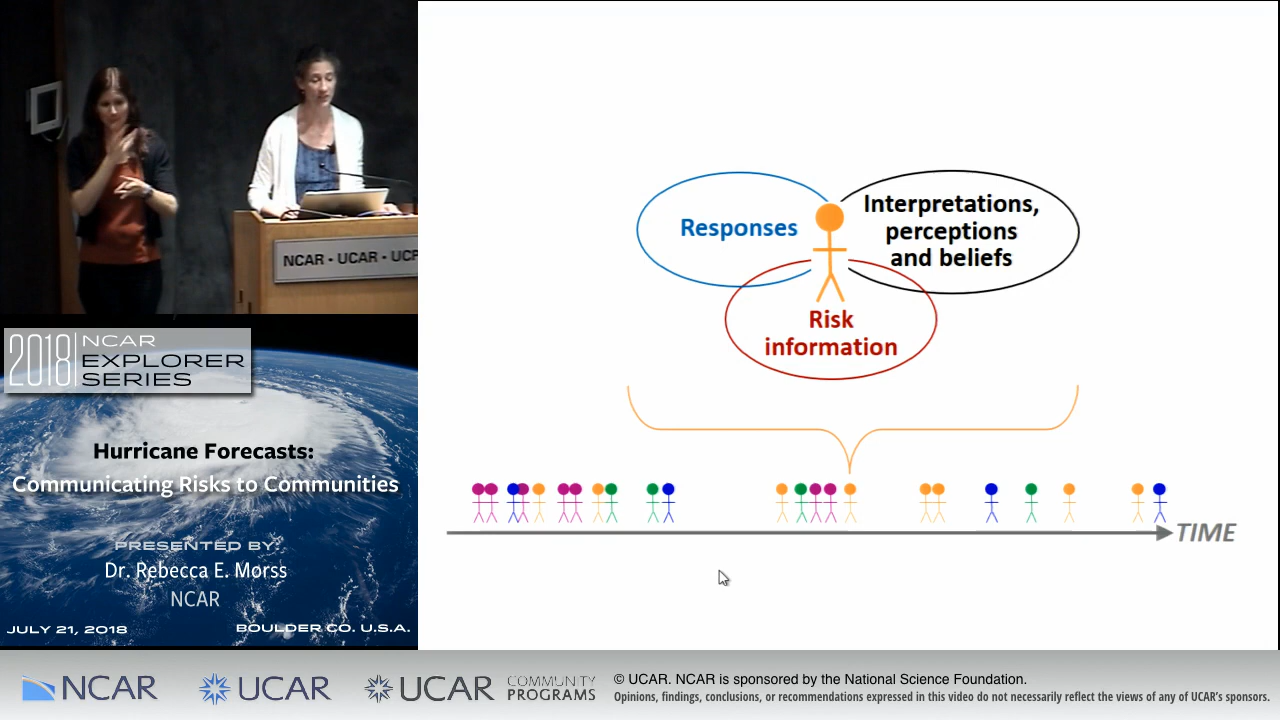 NCAR • UCAR • UCP
2018 NCAR
EXPLORER
SERIES
Hurricane Forecasts:
Communicating Risks to Communities
PRESENTED BY:
Dr. Rebecca E. Morss
NCAR
JULY 21, 2018
BOULDER CO. U.S.A.
Responses
Interpretations,
perceptions
and beliefs
Risk
information
TIME
NCAR
UCAR
UCAR
COMMUNITY
PROGRAMS
© UCAR. NCAR is sponsored by the National Science Foundation.
Opinions, findings, conclusions, or recommendations expressed in this video do not necessarily reflect the views of any of UCAR's sponsors.